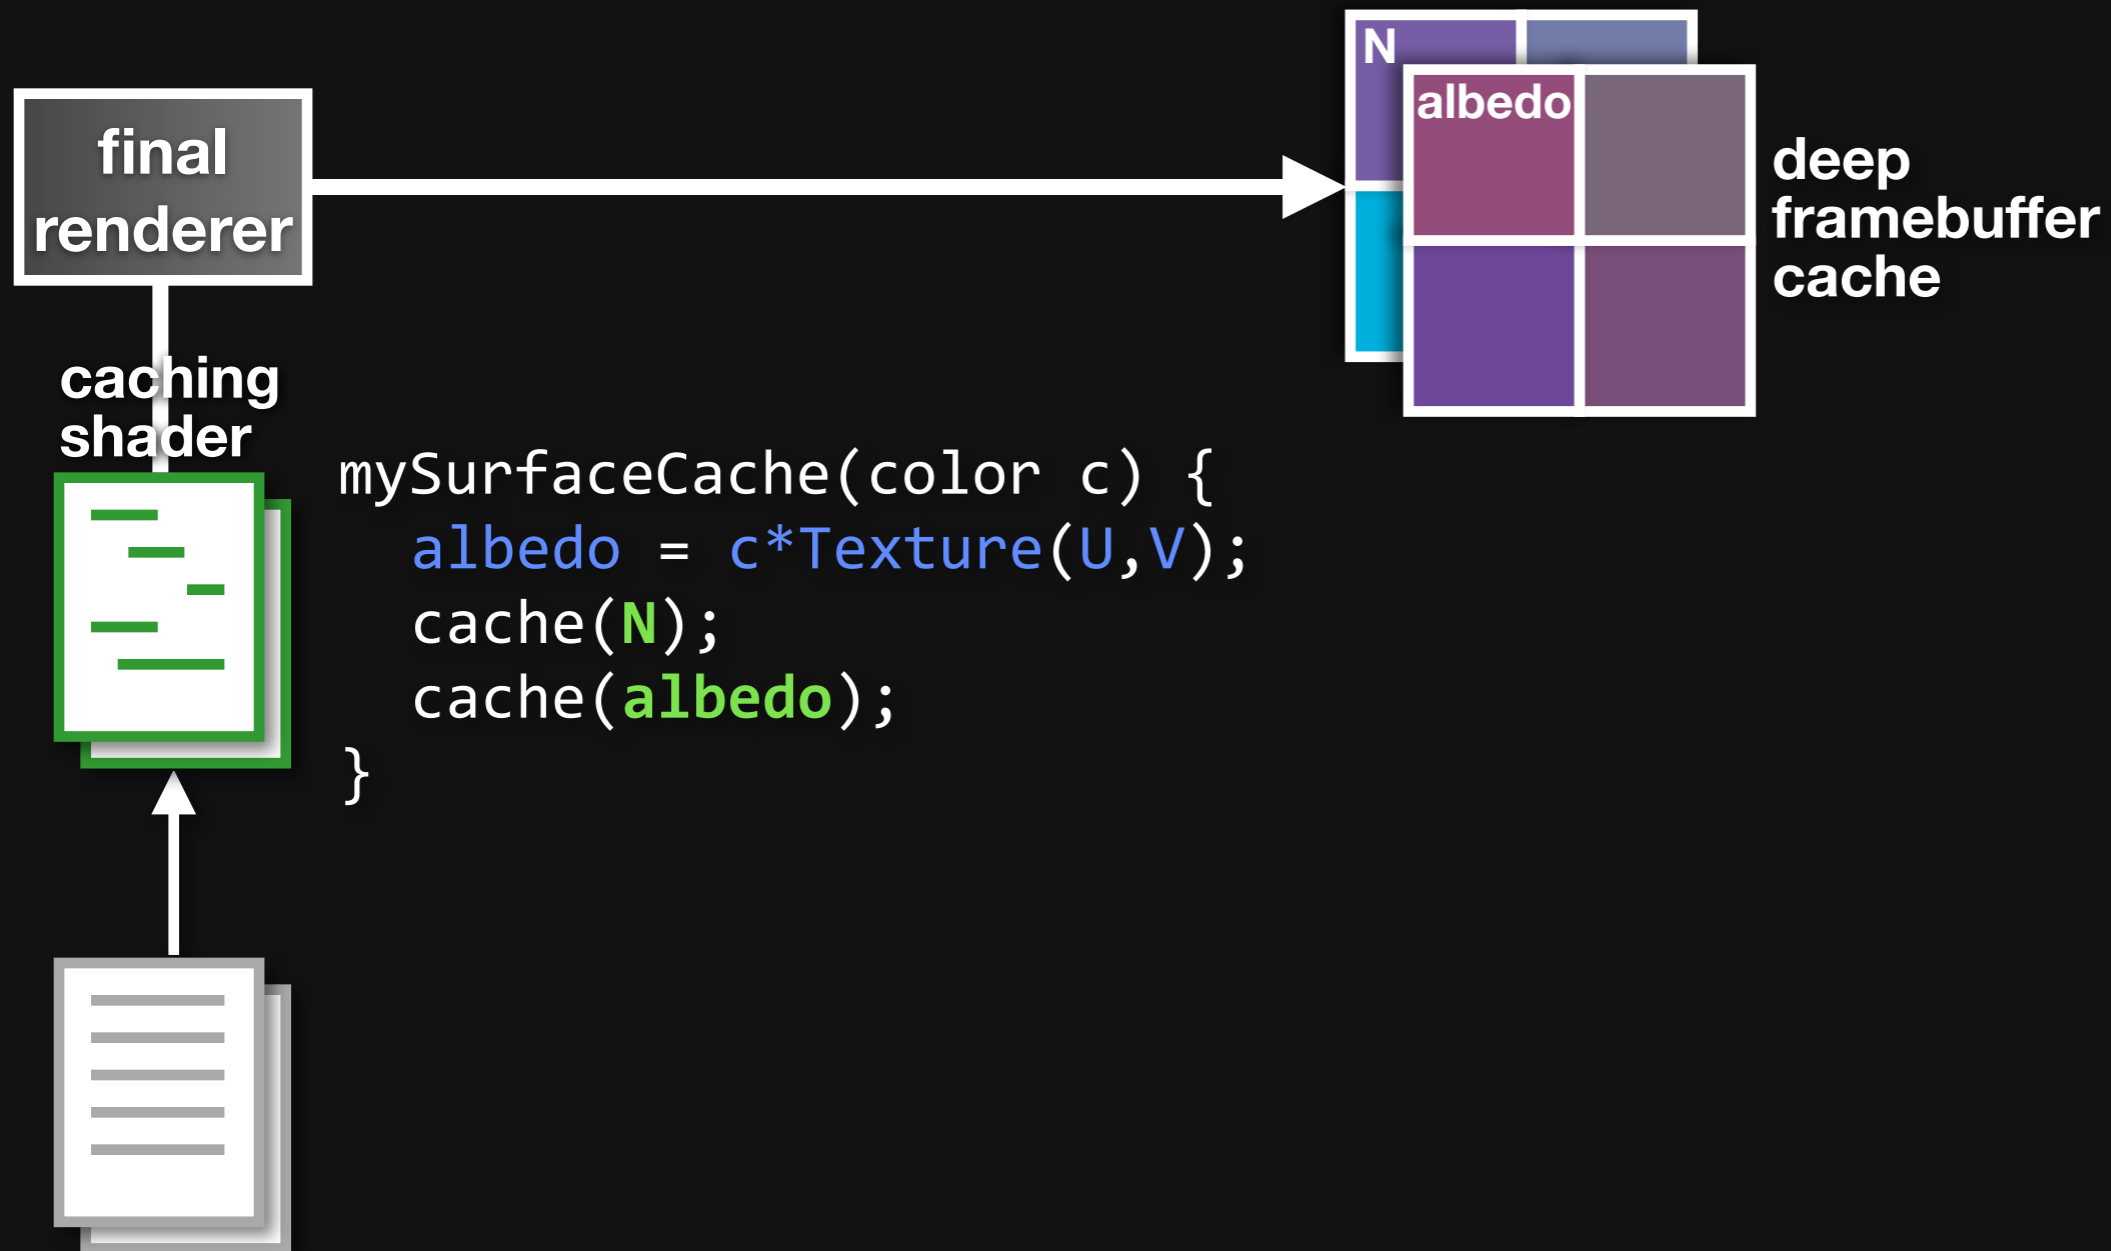 final
renderer
N
albedo
deep
framebuffer
cache
caching
shader
mySurfaceCache(color c) {
  albedo = c*Texture(U,V);
  cache(N);
  cache(albedo);
}